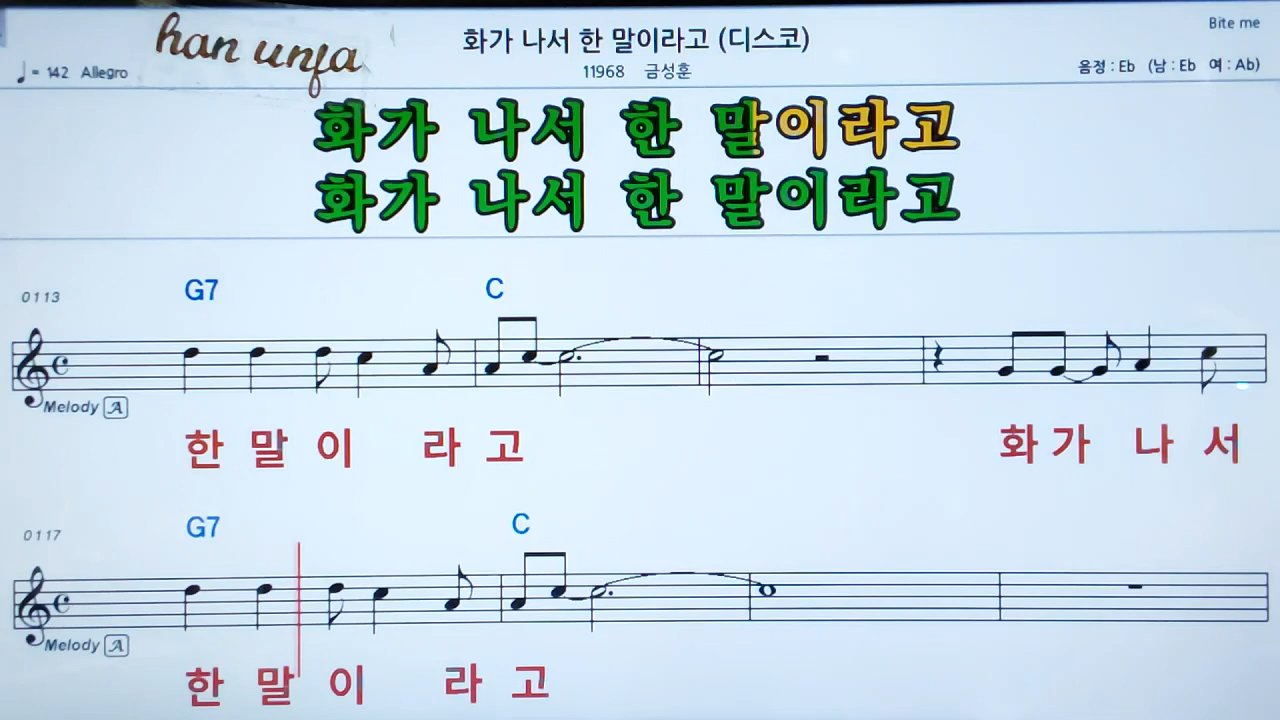 han unfa
화가 나서 한 말이라고 (디스코)
Bite me
♩= 142 Allegro
11968 금성훈
음정 : Eb (남 : Eb 여 : Ab)
화가 나서 한 말이라고
화가 나서 한 말이라고
0113
G7 C
Melody A
한 말 이 라 고 화 가 나 서
0117
G7 C
Melody A
한 말 이 라 고